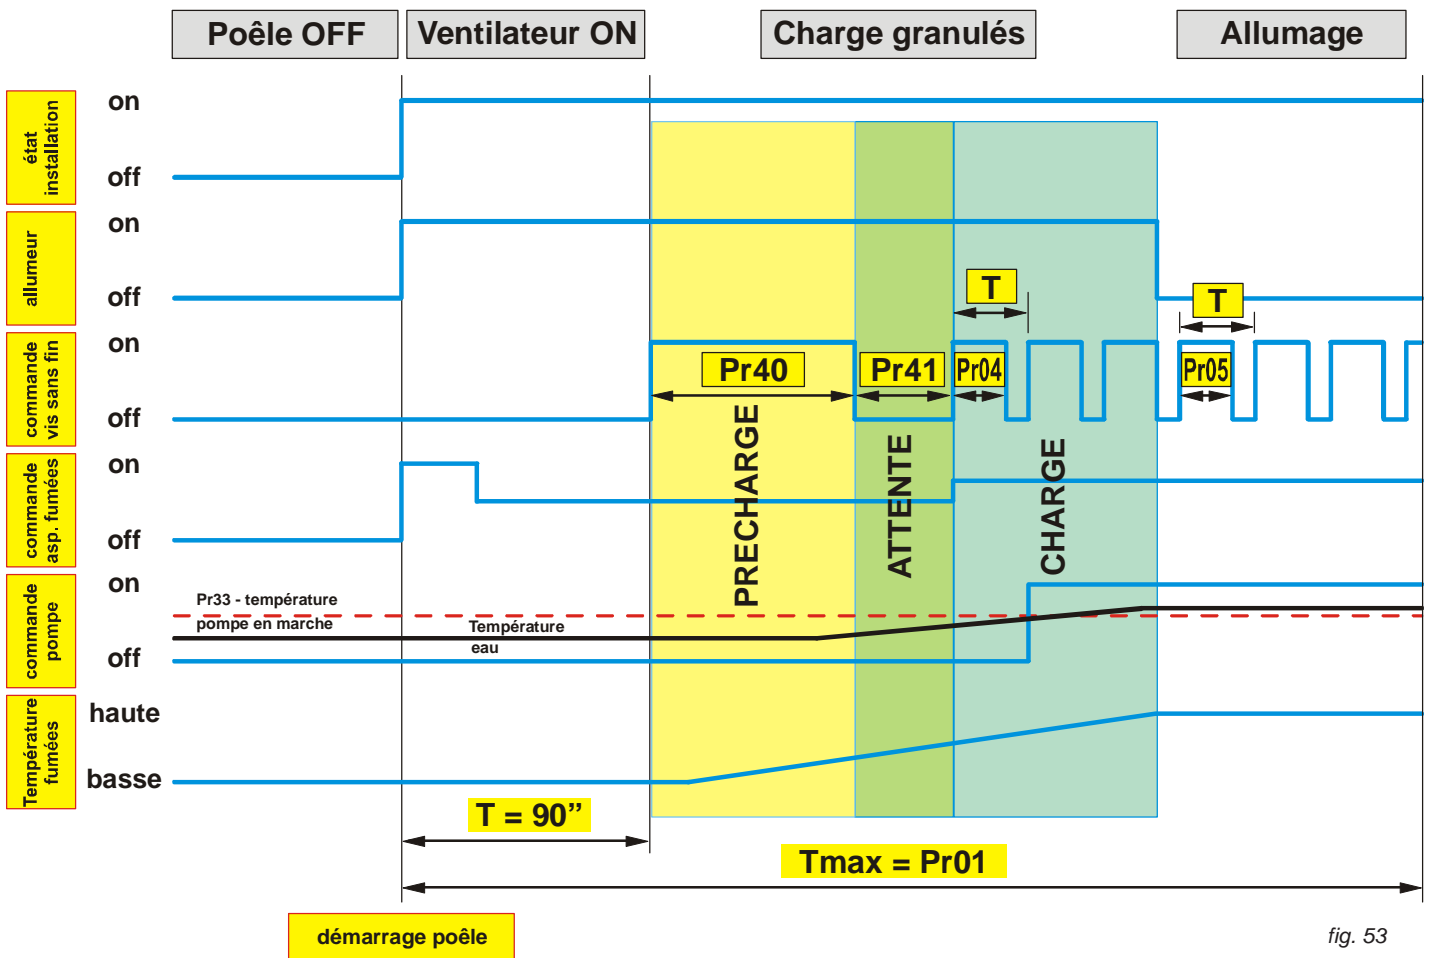 Poêle OFF
Ventilateur ON
Charge granulés
Allumage
état
installation
on
off
allumeur
on
off
T
T
commande
vis sans fin
on
off
Pr40
Pr41
Pr04
Pr05
PRECHARGE
ATTENTE
CHARGE
commande
asp. fumées
on
off
commande
pompe
on
off
Pr33 - température
pompe en marche
Température
eau
Température
fumées
haute
basse
T = 90”
Tmax = Pr01
démarrage poêle
fig. 53